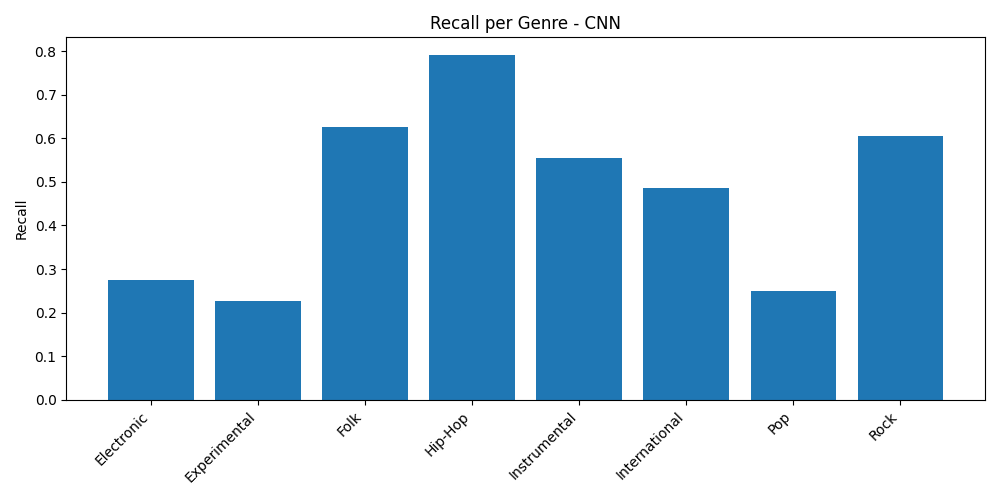 Recall per Genre - CNN
Recall
0.8
0.7
0.6
0.5
0.4
0.3
0.2
0.1
0.0
Electronic
Experimental
Folk
Hip-Hop
Instrumental
International
Pop
Rock